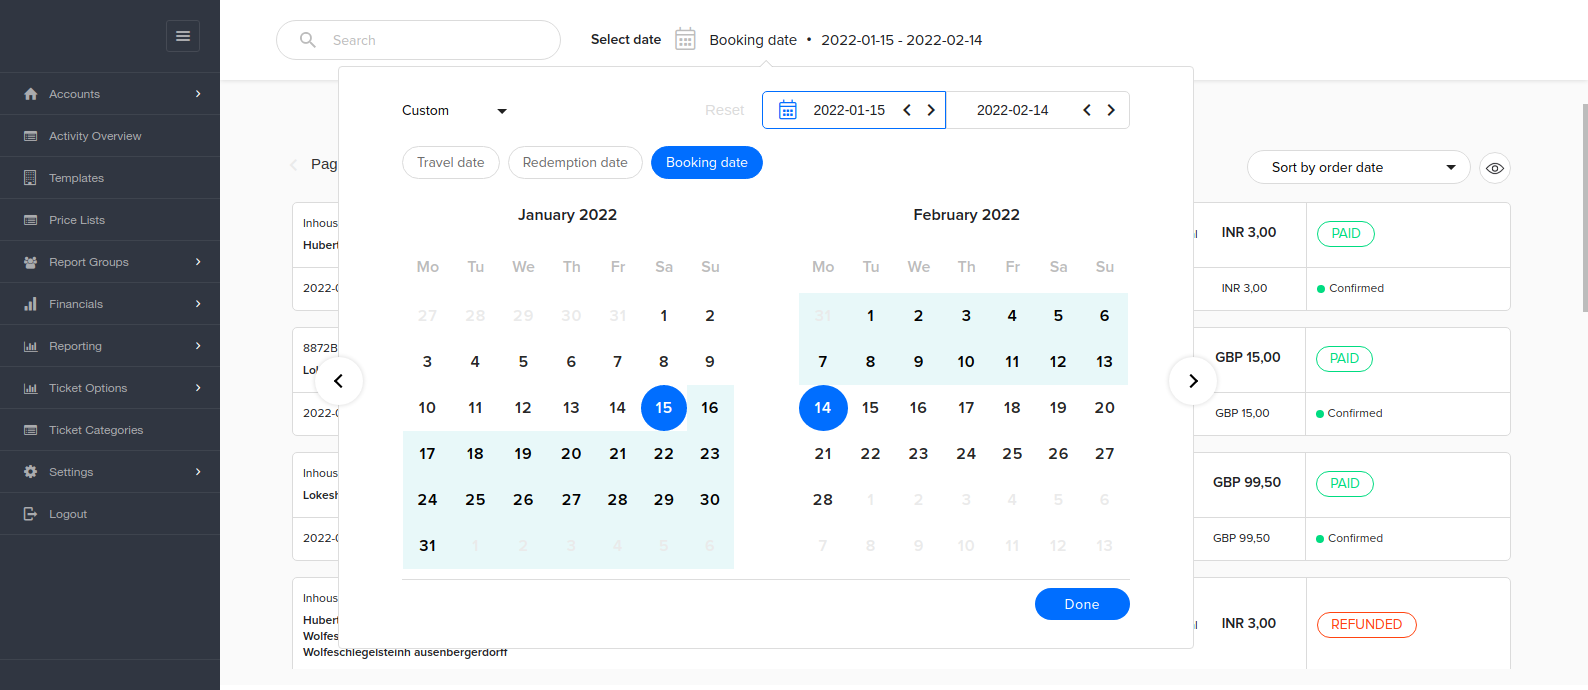 Search
Select date
Booking date • 2022-01-15 - 2022-02-14
Accounts
Activity Overview
Templates
Price Lists
Report Groups
Financials
Reporting
Ticket Options
Ticket Categories
Settings
Logout
Custom
Reset
2022-01-15
2022-02-14
Travel date
Redemption date
Booking date
January 2022
Mo Tu We Th Fr Sa Su
27 28 29 30 31 1 2
3 4 5 6 7 8 9
10 11 12 13 14 15 16
17 18 19 20 21 22 23
24 25 26 27 28 29 30
31 1 2 3 4 5 6
February 2022
Mo Tu We Th Fr Sa Su
31 1 2 3 4 5 6
7 8 9 10 11 12 13
14 15 16 17 18 19 20
21 22 23 24 25 26 27
28 1 2 3 4 5 6
7 8 9 10 11 12 13
Done
Pag
Sort by order date
Inhous
Hubert
2022-0
INR 3,00
PAID
INR 3,00
Confirmed
8872B
Lol
2022-0
GBP 15,00
PAID
GBP 15,00
Confirmed
Inhous
Lokesh
2022-0
GBP 99,50
PAID
GBP 99,50
Confirmed
Inhous
Hubert
Wolfes
Wolfeschlegelsteinh ausenbergerdorff
INR 3,00
REFUNDED